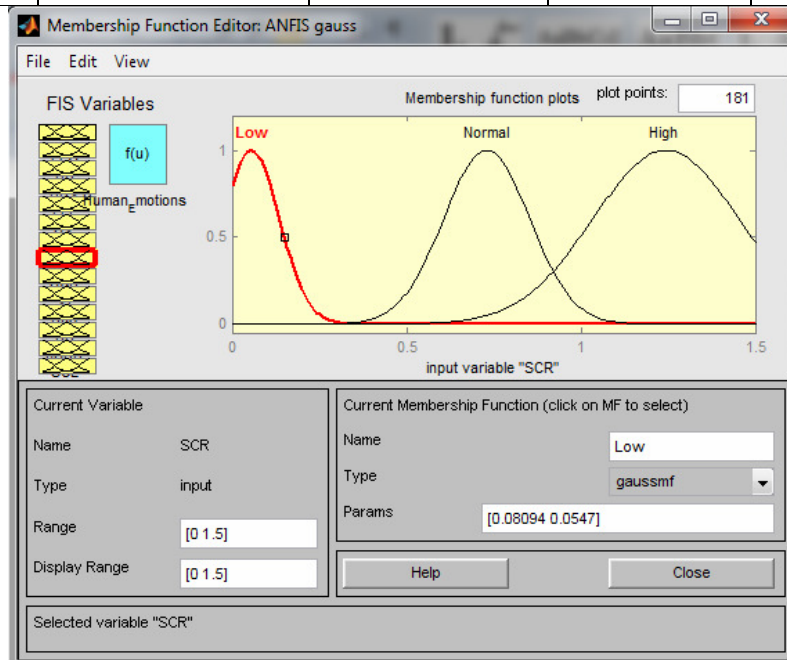 Membership Function Editor: ANFIS gauss
File Edit View
FIS Variables
Membership function plots
plot points:
181
f(u)
Human_Emotions
Low
Normal
High
1
0.5
0
0
0.5
1
1.5
input variable "SCR"
Current Variable
Name SCR
Type input
Range [0 1.5]
Display Range [0 1.5]
Current Membership Function (click on MF to select)
Name Low
Type gaussmf
Params [0.08094 0.0547]
Help
Close
Selected variable "SCR"